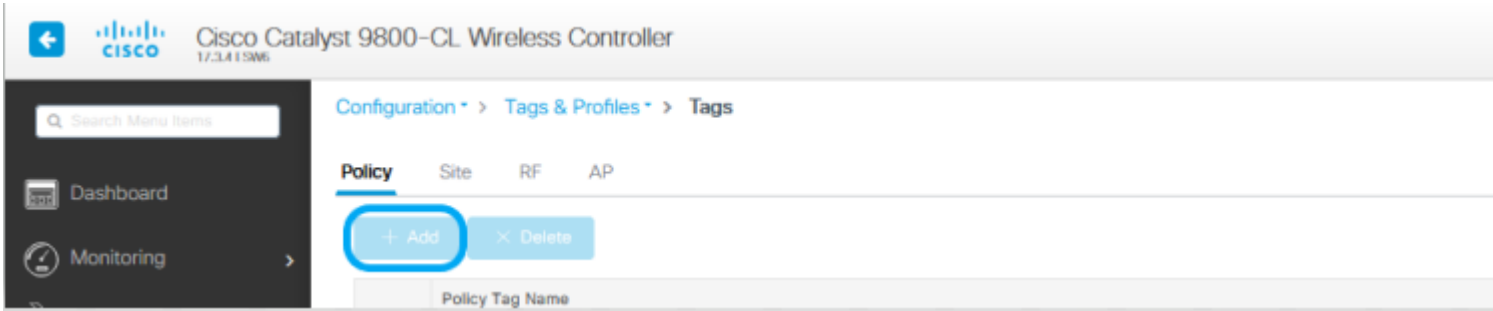 CISCO
Cisco Catalyst 9800-CL Wireless Controller
Search Menu Items
Configuration > Tags & Profiles > Tags
Policy Site RF AP
Dashboard
+ Add × Delete
Monitoring
Policy Tag Name